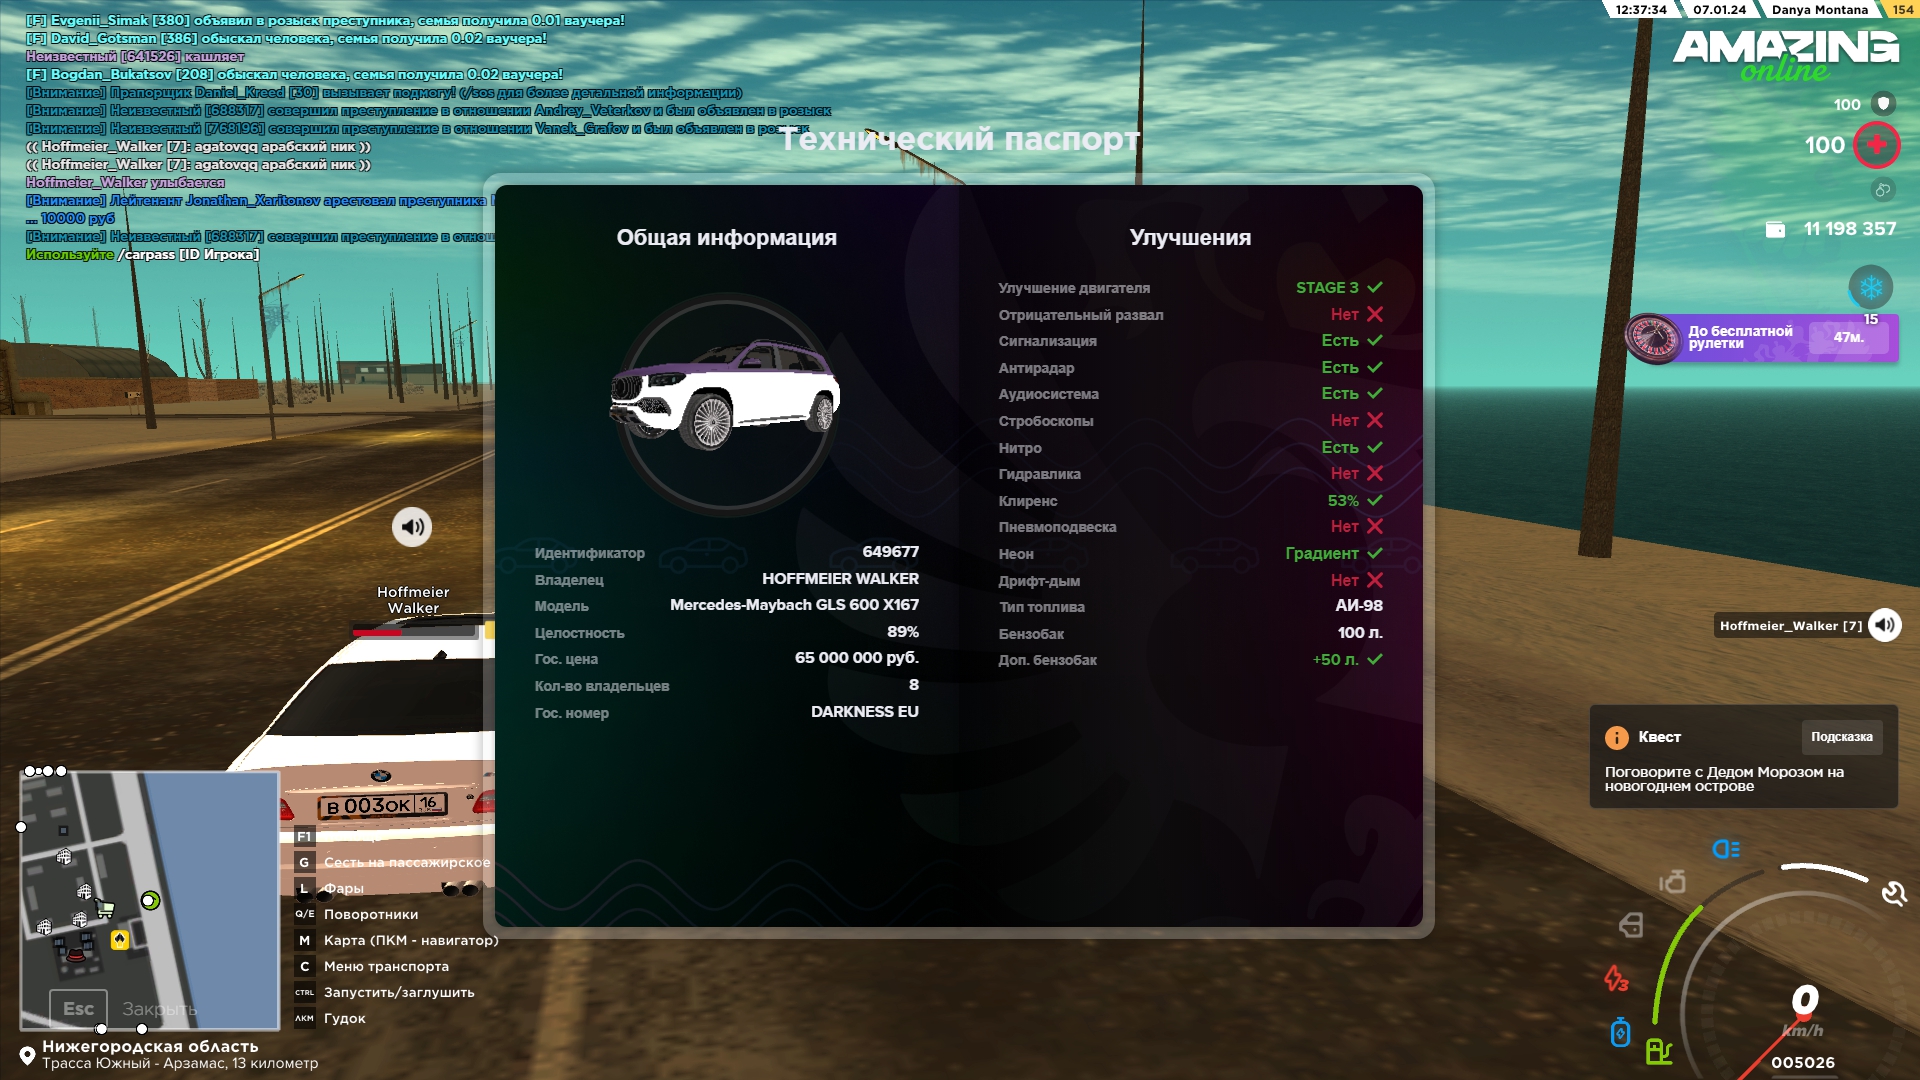 [F] Evgenii_Simak [380] объявил в розыск преступника, семья получила 0.01 ваучера!
[F] David_Gotsman [386] обыскал человека, семья получила 0.02 ваучера!
Неизвестный [641526] кашляет
[F] Bogdan_Bukatsov [208] обыскал человека, семья получила 0.02 ваучера!
[Внимание] Прапорщик Daniel_Kreed [30] вызывает подмогу! (/sos для более детальной информации)
[Внимание] Неизвестный [688317] совершил преступление в отношении Andrey_Veterkov и был объявлен в розыск
[Внимание] Неизвестный [768196] совершил преступление в отношении Vanek_Grafov и был объявлен в розыск
(( Hoffmeier_Walker [7]: agatovqq арабский ник ))
(( Hoffmeier_Walker [7]: agatovqq арабский ник ))
Hoffmeier_Walker улыбается
[Внимание] Лейтенант Jonathan_Xaritonov арестовал преступника
... 10000 руб
[Внимание] Неизвестный [688317] совершил преступление в отнош
Используйте /carpass [ID Игрока]
12:37:34 07.01.24 Danya Montana 154
AMAZING
online
100
100
11 198 357
15
До бесплатной рулетки
47м.
Технический паспорт
Общая информация
Идентификатор 649677
Владелец HOFFMEIER WALKER
Модель Mercedes-Maybach GLS 600 X167
Целостность 89%
Гос. цена 65 000 000 руб.
Кол-во владельцев 8
Гос. номер DARKNESS EU
Улучшения
Улучшение двигателя STAGE 3
Отрицательный развал Нет
Сигнализация Есть
Антирадар Есть
Аудиосистема Есть
Стробоскопы Нет
Нитро Есть
Гидравлика Нет
Клиренс 53%
Пневмоподвеска Нет
Неон Градиент
Дрифт-дым Нет
Тип топлива АИ-98
Бензобак 100 л.
Доп. бензобак +50 л.
Hoffmeier
Walker
В 003ОК 16
Hoffmeier_Walker [7]
Квест
Подсказка
Поговорите с Дедом Морозом на
новогоднем острове
F1
G Сесть на пассажирское
L Фары
Q/E Поворотники
M Карта (ПКМ - навигатор)
C Меню транспорта
CTRL Запустить/заглушить
ЛКМ Гудок
Esc Закрыть
Нижегородская область
Трасса Южный - Арзамас, 13 километр
3
0
km/h
005026